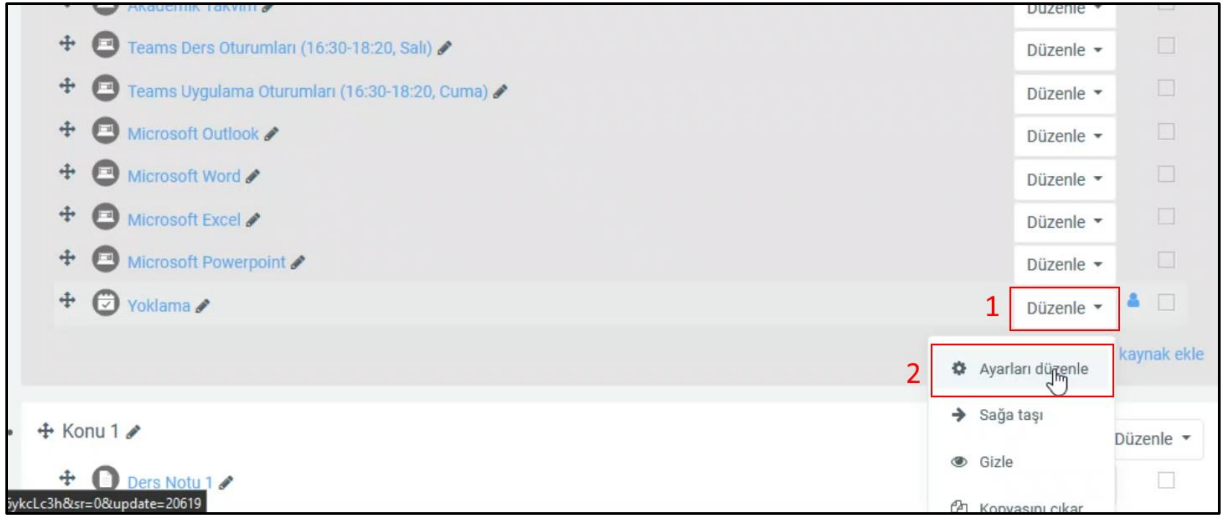 Akademik Takvim Düzenle
Teams Ders Oturumları (16:30-18:20, Salı) Düzenle
Teams Uygulama Oturumları (16:30-18:20, Cuma) Düzenle
Microsoft Outlook Düzenle
Microsoft Word Düzenle
Microsoft Excel Düzenle
Microsoft Powerpoint Düzenle
Yoklama 1 Düzenle
kaynak ekle
2 Ayarları düzenle
Sağa taşı
Konu 1 Düzenle
Gizle
Ders Notu 1
ykcLc3h&sr=0&update=20619
Kopyasını çıkar